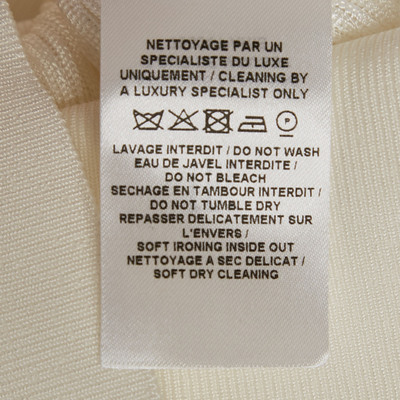 NETTOYAGE PAR UN
SPECIALISTE DU LUXE
UNIQUEMENT / CLEANING BY
A LUXURY SPECIALIST ONLY
P
LAVAGE INTERDIT / DO NOT WASH
EAU DE JAVEL INTERDITE /
DO NOT BLEACH
SECHAGE EN TAMBOUR INTERDIT /
DO NOT TUMBLE DRY
REPASSER DELICATEMENT SUR
L'ENVERS /
SOFT IRONING INSIDE OUT
NETTOYAGE A SEC DELICAT /
SOFT DRY CLEANING